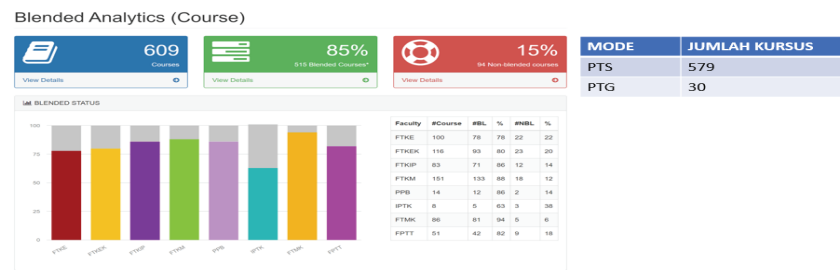 Blended Analytics (Course)
609
Courses
View Details
85%
515 Blended Courses*
View Details
15%
94 Non-blended courses
View Details
MODE JUMLAH KURSUS
PTS 579
PTG 30
BLENDED STATUS
100
75
50
25
0
FTKE FTKEK FTKIP FTKM PPB IPTK FTMK FPTT
Faculty #Course #BL % #NBL %
FTKE 100 78 78 22 22
FTKEK 116 93 80 23 20
FTKIP 83 71 86 12 14
FTKM 151 133 88 18 12
PPB 14 12 86 2 14
IPTK 8 5 63 3 38
FTMK 86 81 94 5 6
FPTT 51 42 82 9 18